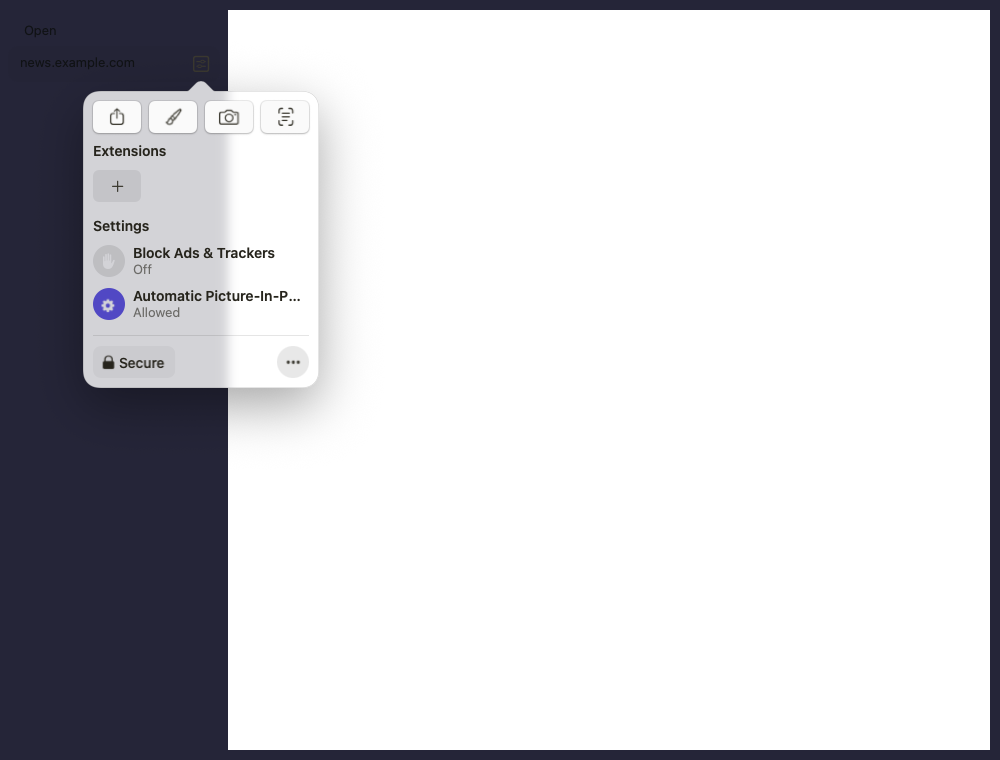 Open
news.example.com
Extensions
Settings
Block Ads & Trackers
Off
Automatic Picture-In-P...
Allowed
Secure